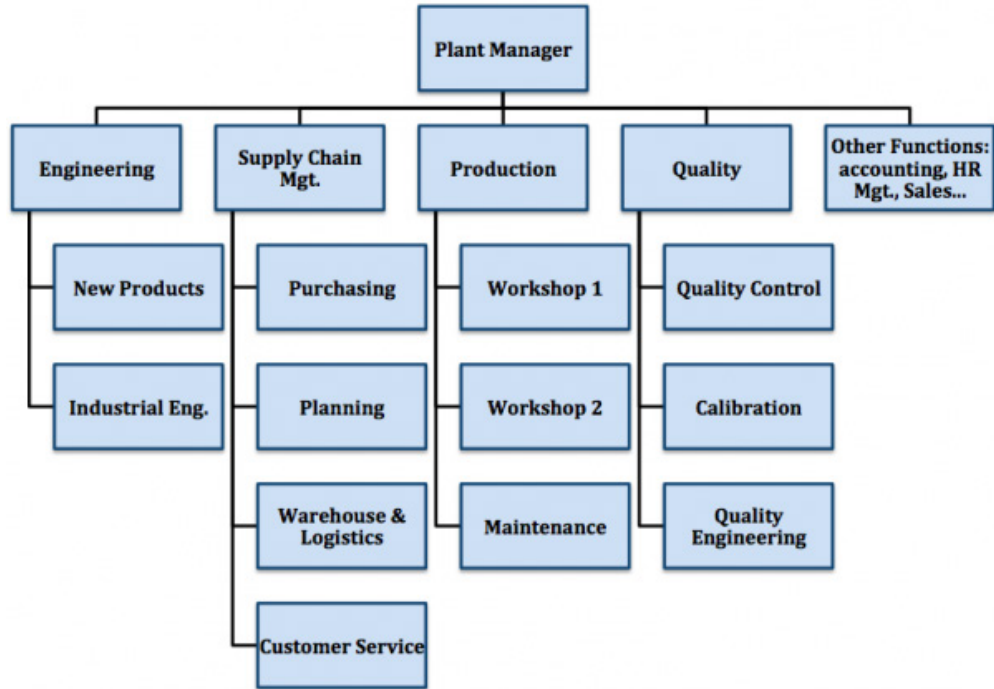 Plant Manager
Engineering
Supply Chain
Mgt.
Production
Quality
Other Functions:
accounting, HR
Mgt., Sales...
New Products
Purchasing
Workshop 1
Quality Control
Industrial Eng.
Planning
Workshop 2
Calibration
Warehouse &
Logistics
Maintenance
Quality
Engineering
Customer Service